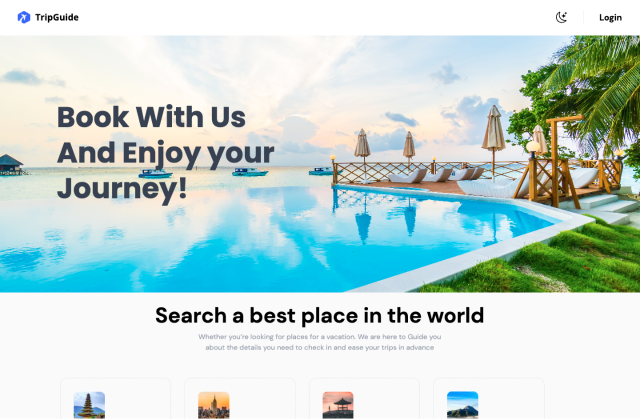 TripGuide
Login
Book With Us
And Enjoy your
Journey!
Search a best place in the world
Whether you're looking for places for a vacation. We are here to Guide you
about the details you need to check in and ease your trips in advance